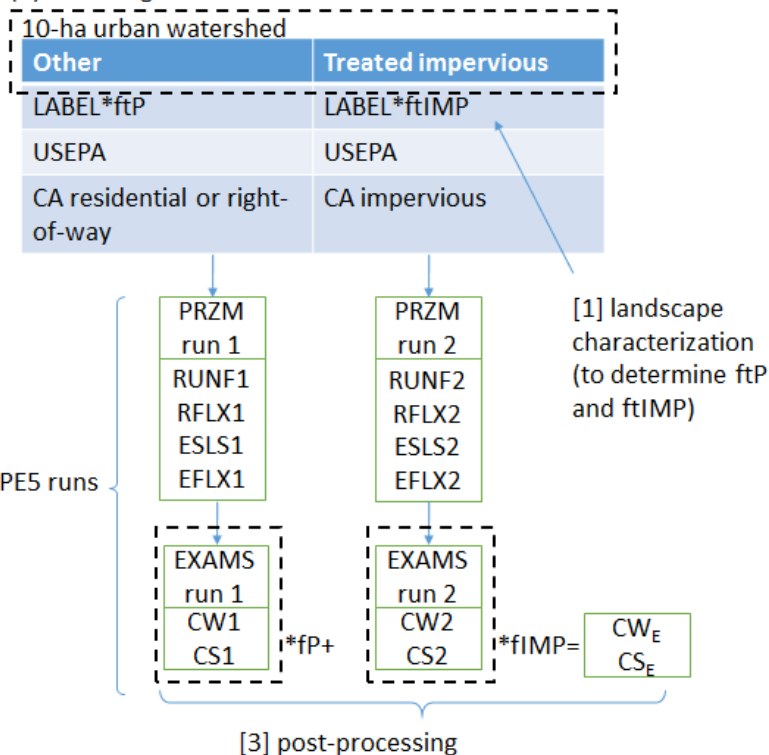 10-ha urban watershed
Other Treated impervious
LABEL*ftP LABEL*ftIMP
USEPA USEPA
CA residential or right- CA impervious
of-way
PRZM PRZM
run 1 run 2
[1] landscape
characterization
(to determine ftP
and ftIMP)
RUNF1 RUNF2
RFLX1 RFLX2
ESLS1 ESLS2
EFLX1 EFLX2
PE5 runs
EXAMS EXAMS
run 1 run 2
CW1 CW2
CS1 *fP+ CS2 *fIMP= CWE
CSE
[3] post-processing